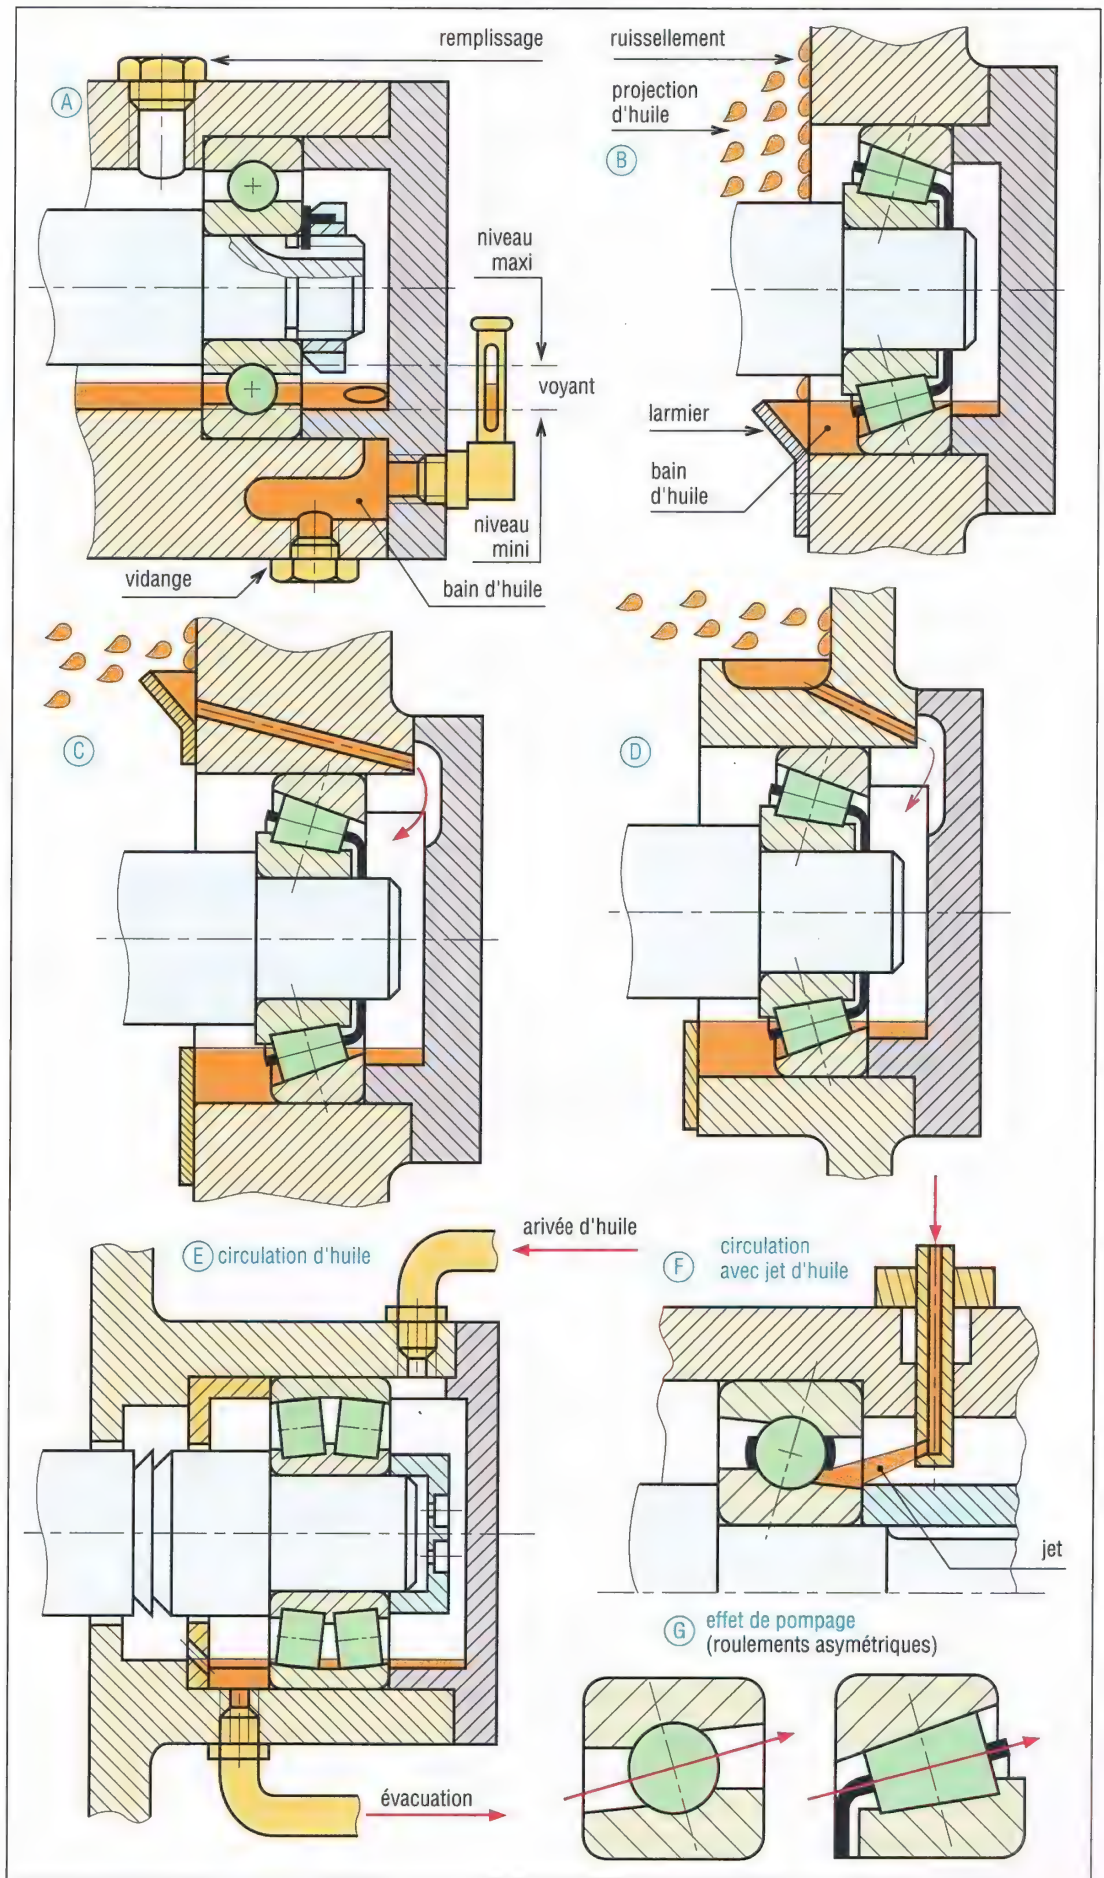 remplissage
A
niveau
maxi
voyant
niveau
mini
vidange
bain d'huile
ruissellement
projection
d'huile
B
larmier
bain
d'huile
C
D
E circulation d'huile
arivée d'huile
évacuation
F circulation
avec jet d'huile
jet
G effet de pompage
(roulements asymétriques)